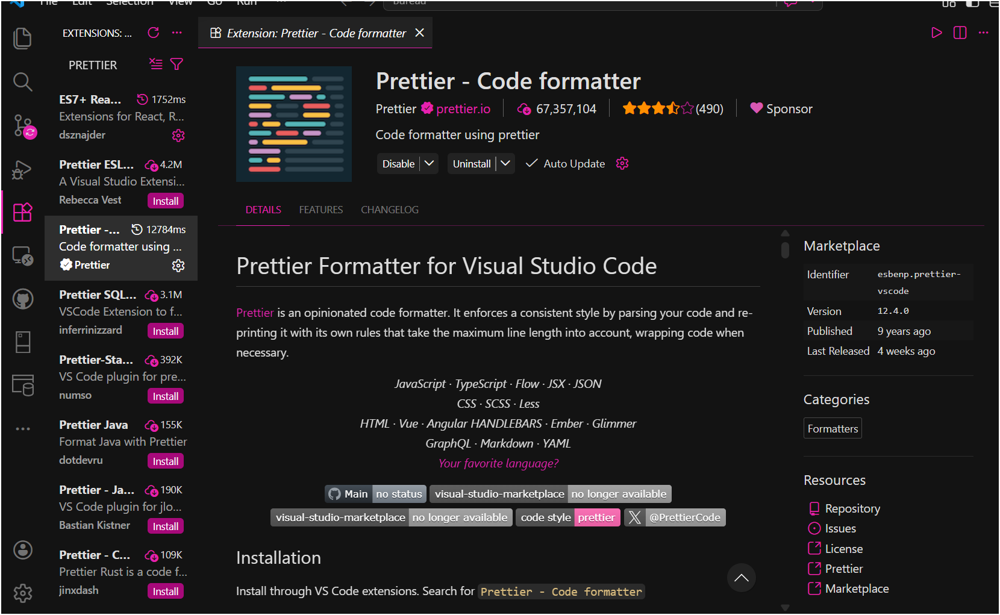 File Edit Selection View Go Run ...
Bureau
EXTENSIONS: ...
PRETTIER
ES7+ Rea... 1752ms
Extensions for React, R...
dsznajder
Prettier ESL... 4.2M
A Visual Studio Extensi...
Rebecca Vest Install
Prettier -... 12784ms
Code formatter using ...
Prettier
Prettier SQL... 3.1M
VSCode Extension to f...
inferrinizzard Install
Prettier-Sta... 392K
VS Code plugin for pre...
numso Install
Prettier Java 155K
Format Java with Prettier
dotdevru Install
Prettier - Ja... 190K
VS Code plugin for jlo...
Bastian Kistner Install
Prettier - C... 109K
Prettier Rust is a code f...
jinxdash Install
Extension: Prettier - Code formatter
Prettier - Code formatter
Prettier prettier.io 67,357,104 (490) Sponsor
Code formatter using prettier
Disable Uninstall Auto Update
DETAILS FEATURES CHANGELOG
Prettier Formatter for Visual Studio Code
Prettier is an opinionated code formatter. It enforces a consistent style by parsing your code and re-
printing it with its own rules that take the maximum line length into account, wrapping code when
necessary.
JavaScript · TypeScript · Flow · JSX · JSON
CSS · SCSS · Less
HTML · Vue · Angular HANDLEBARS · Ember · Glimmer
GraphQL · Markdown · YAML
Your favorite language?
Main no status visual-studio-marketplace no longer available
visual-studio-marketplace no longer available code style prettier X @PrettierCode
Installation
Install through VS Code extensions. Search for Prettier - Code formatter
Marketplace
Identifier esbenp.prettier-
vscode
Version 12.4.0
Published 9 years ago
Last Released 4 weeks ago
Categories
Formatters
Resources
Repository
Issues
License
Prettier
Marketplace